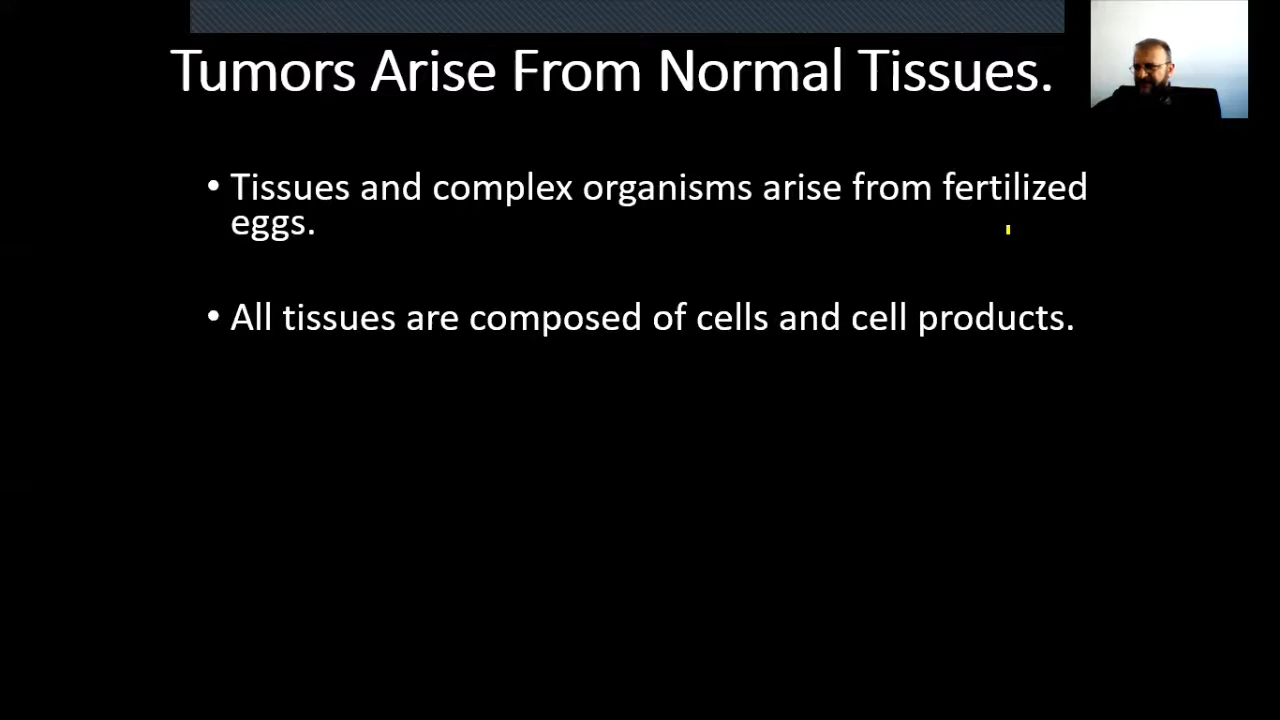 Tumors Arise From Normal Tissues.
• Tissues and complex organisms arise from fertilized
eggs.
• All tissues are composed of cells and cell products.